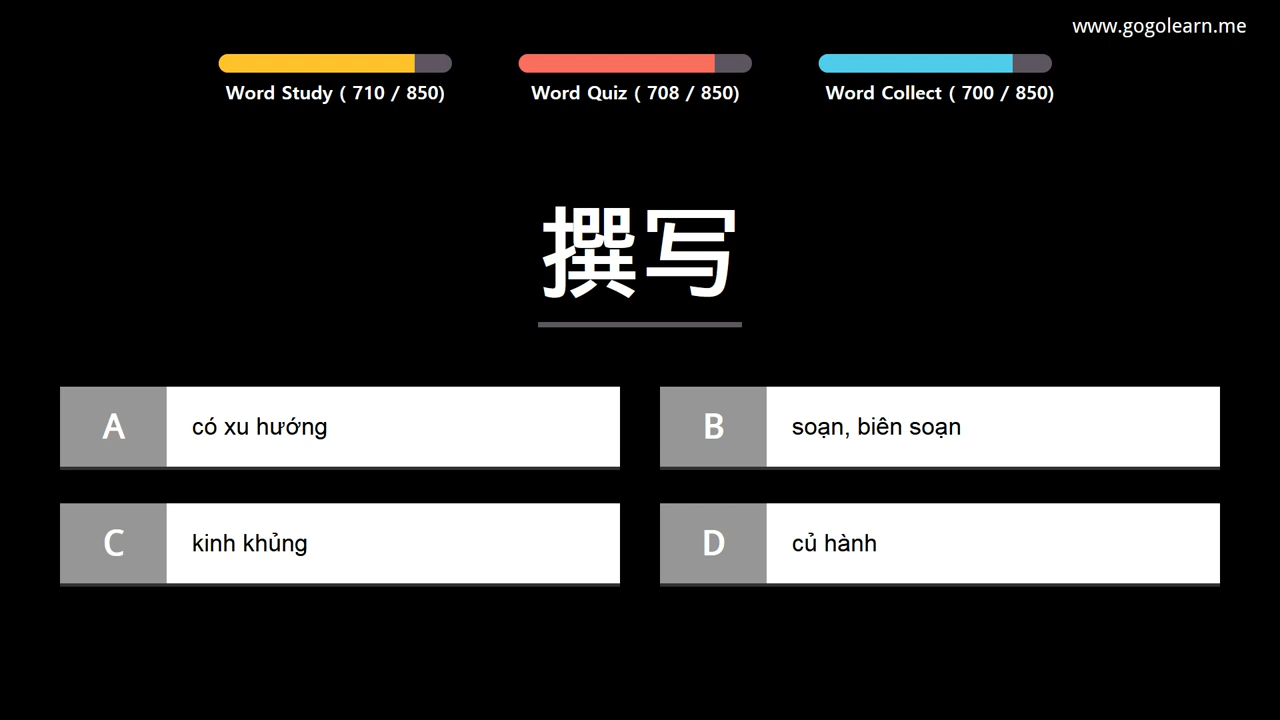 www.gogolearn.me
Word Study ( 710 / 850)
Word Quiz ( 708 / 850)
Word Collect ( 700 / 850)
撰写
A
có xu hướng
B
soạn, biên soạn
C
kinh khủng
D
củ hành